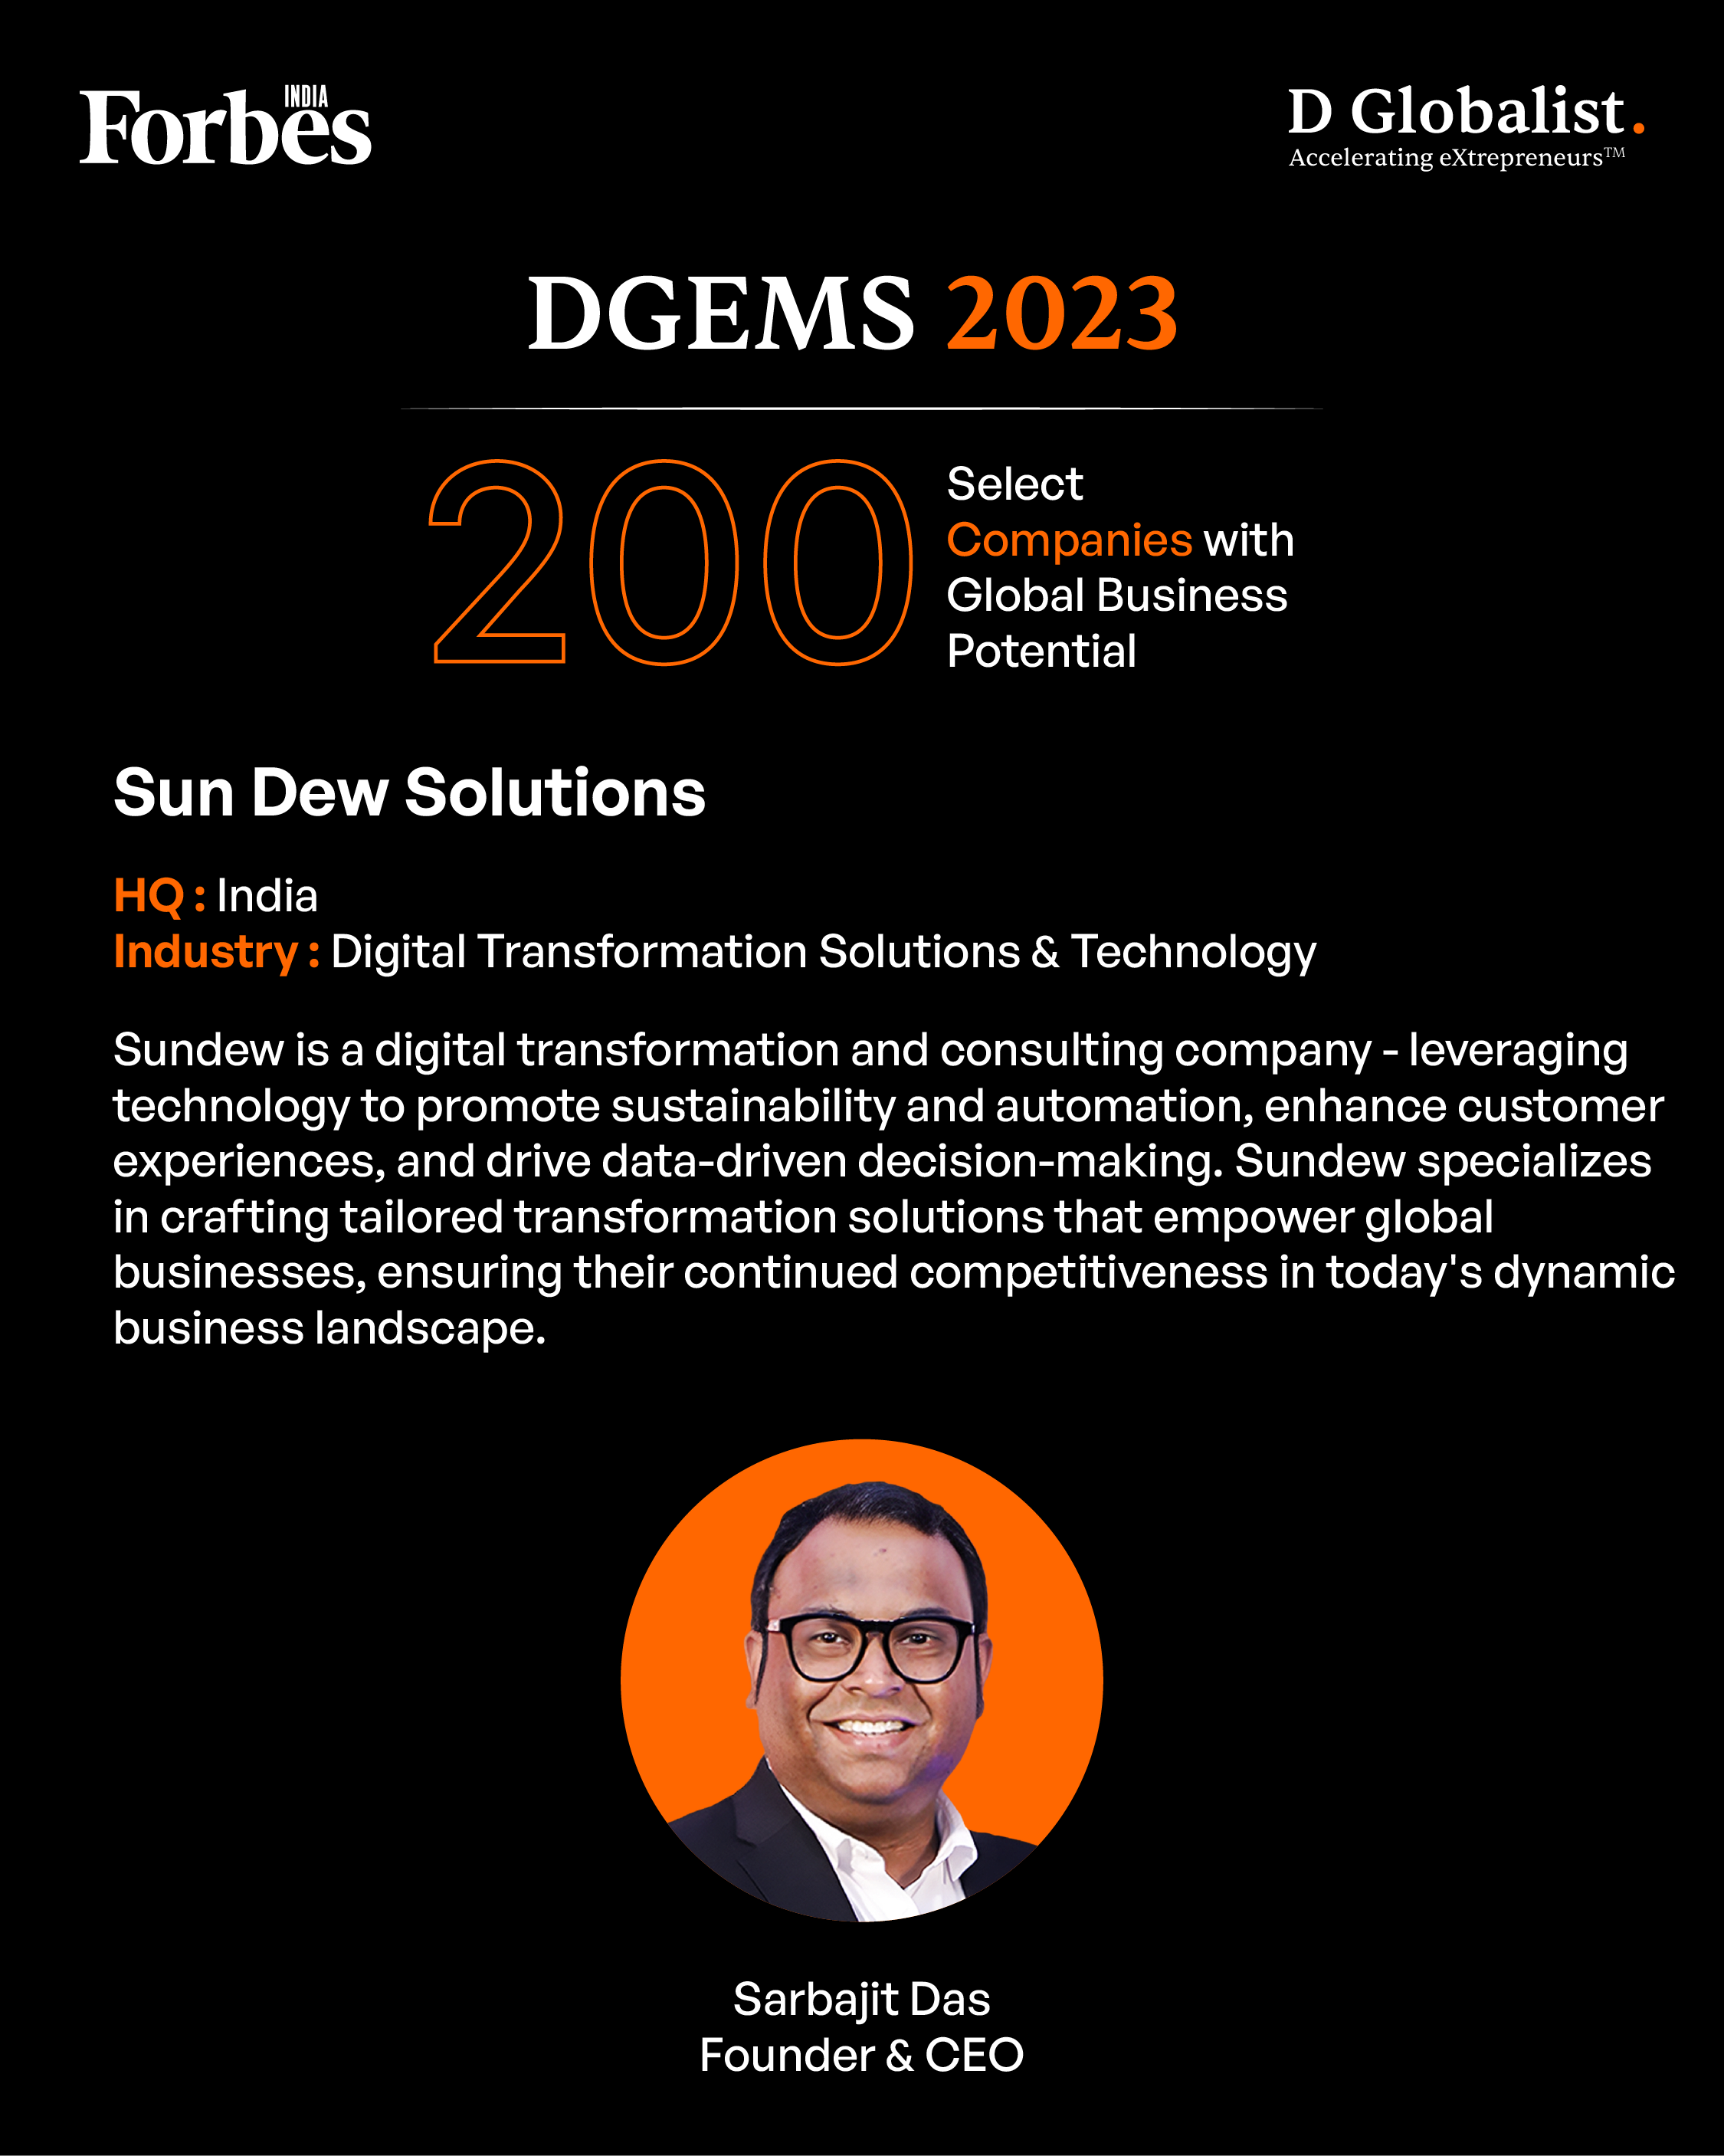 Forbes INDIA
D Globalist.
Accelerating eXtrepreneurs™
DGEMS 2023
200
Select
Companies with
Global Business
Potential
Sun Dew Solutions
HQ : India
Industry : Digital Transformation Solutions & Technology
Sundew is a digital transformation and consulting company - leveraging
technology to promote sustainability and automation, enhance customer
experiences, and drive data-driven decision-making. Sundew specializes
in crafting tailored transformation solutions that empower global
businesses, ensuring their continued competitiveness in today's dynamic
business landscape.
Sarbajit Das
Founder & CEO